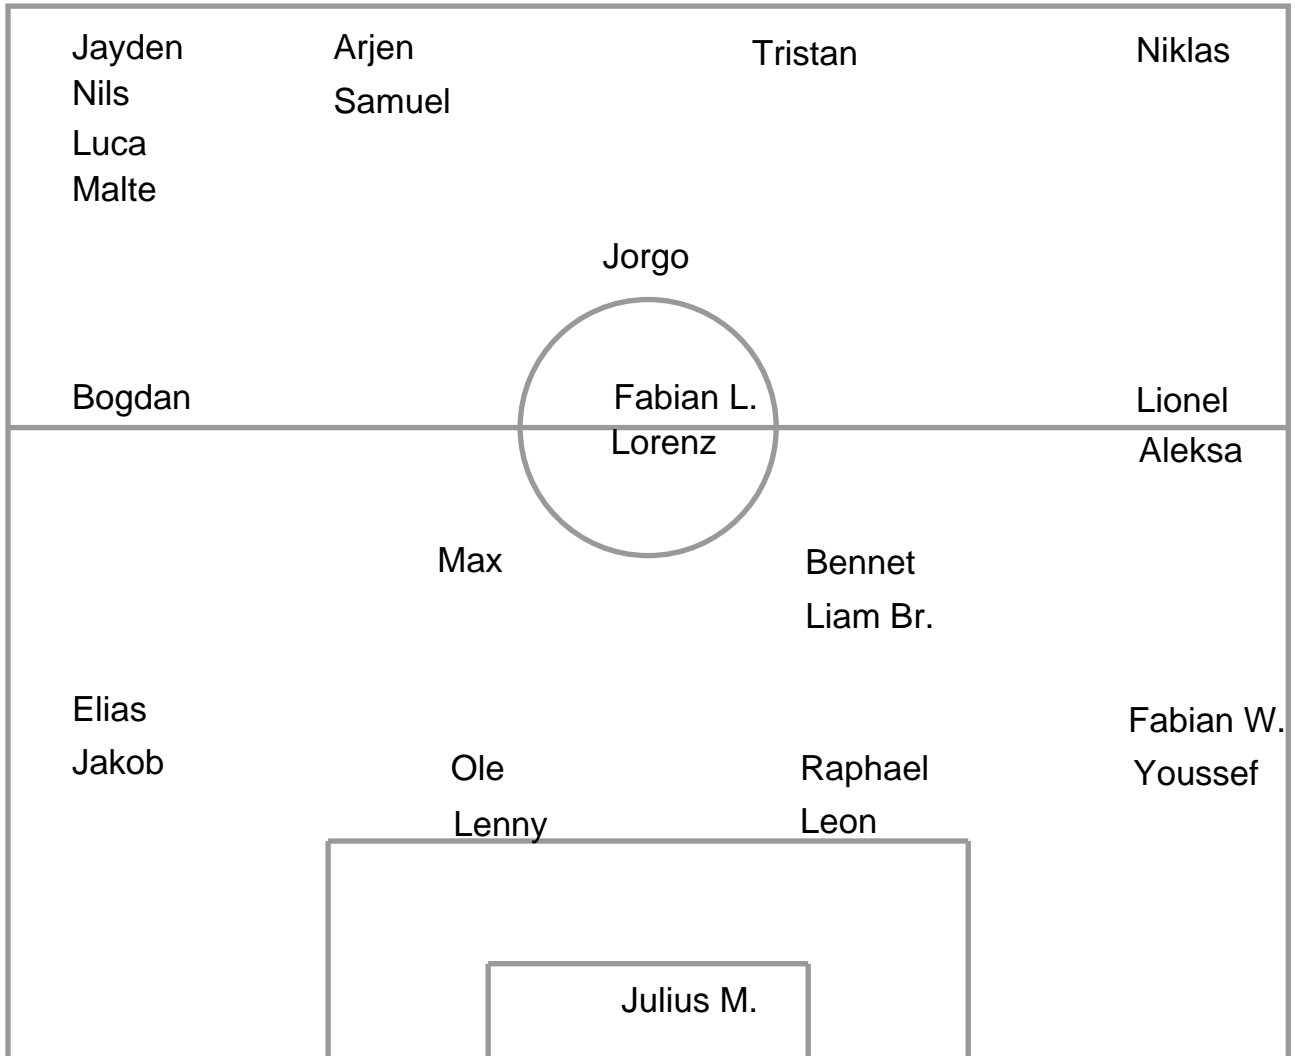 Jayden
Nils
Luca
Malte
Arjen
Samuel
Tristan
Niklas
Jorgo
Bogdan
Fabian L.
Lorenz
Lionel
Aleksa
Max
Bennet
Liam Br.
Elias
Jakob
Ole
Lenny
Raphael
Leon
Fabian W.
Youssef
Julius M.